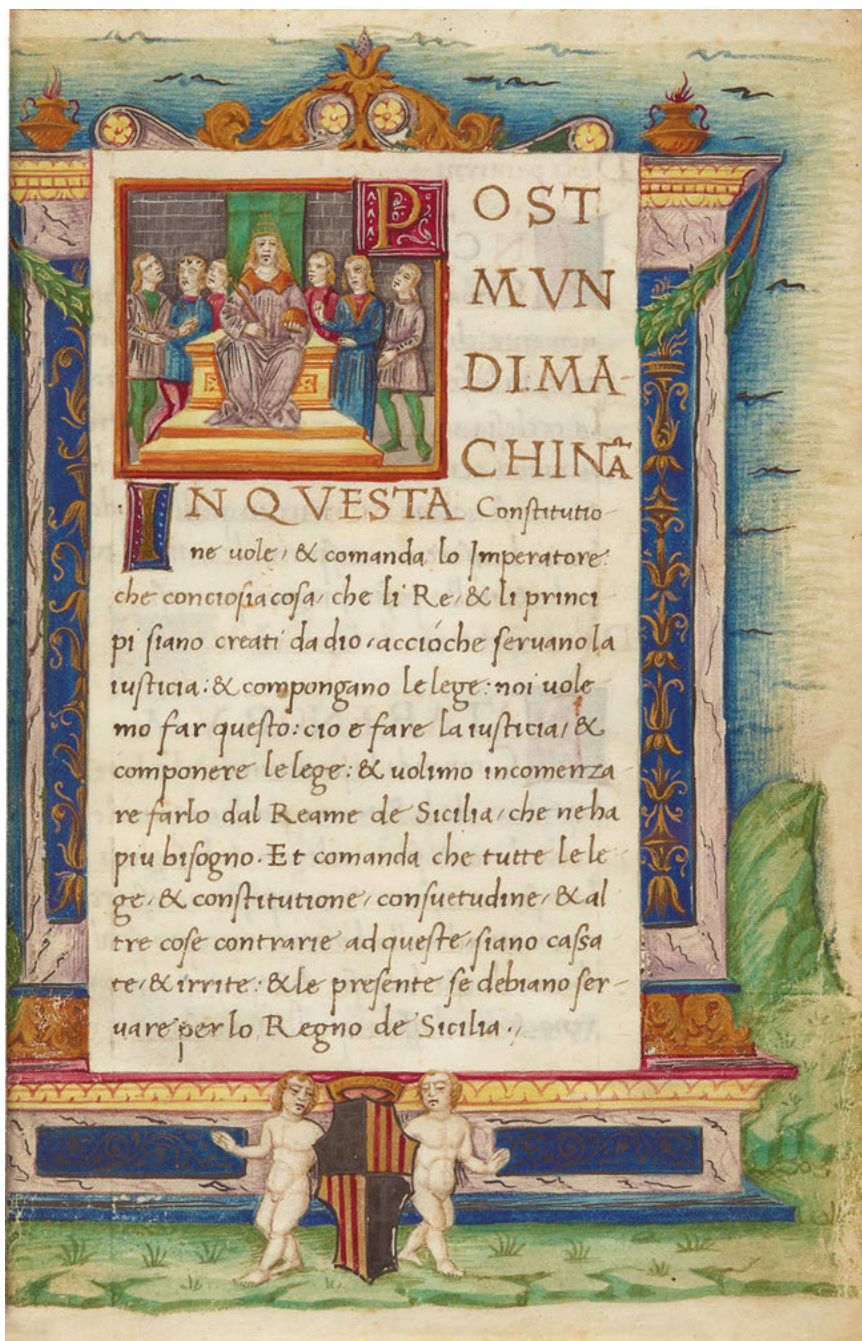 POST
MVN
DI MA-
CHINA͂
IN QVESTA Constitutio-
ne uole, & comanda lo Imperatore:
che conciosiacosa, che li Re, & li princi
pi siano creati da dio, acciòche seruano la
iusticia: & compongano le lege: noi uole
mo far questo: cio e fare la iusticia, &
componere le lege: & uolimo incomenza-
re farlo dal Reame de Sicilia, che ne ha
piu bisogno. Et comanda che tutte le le-
ge, & constitutione, consuetudine, & al
tre cose contrarie ad queste, siano cassa
te, & irrite: & le presente se debiano ser-
uare per lo Regno de Sicilia.,